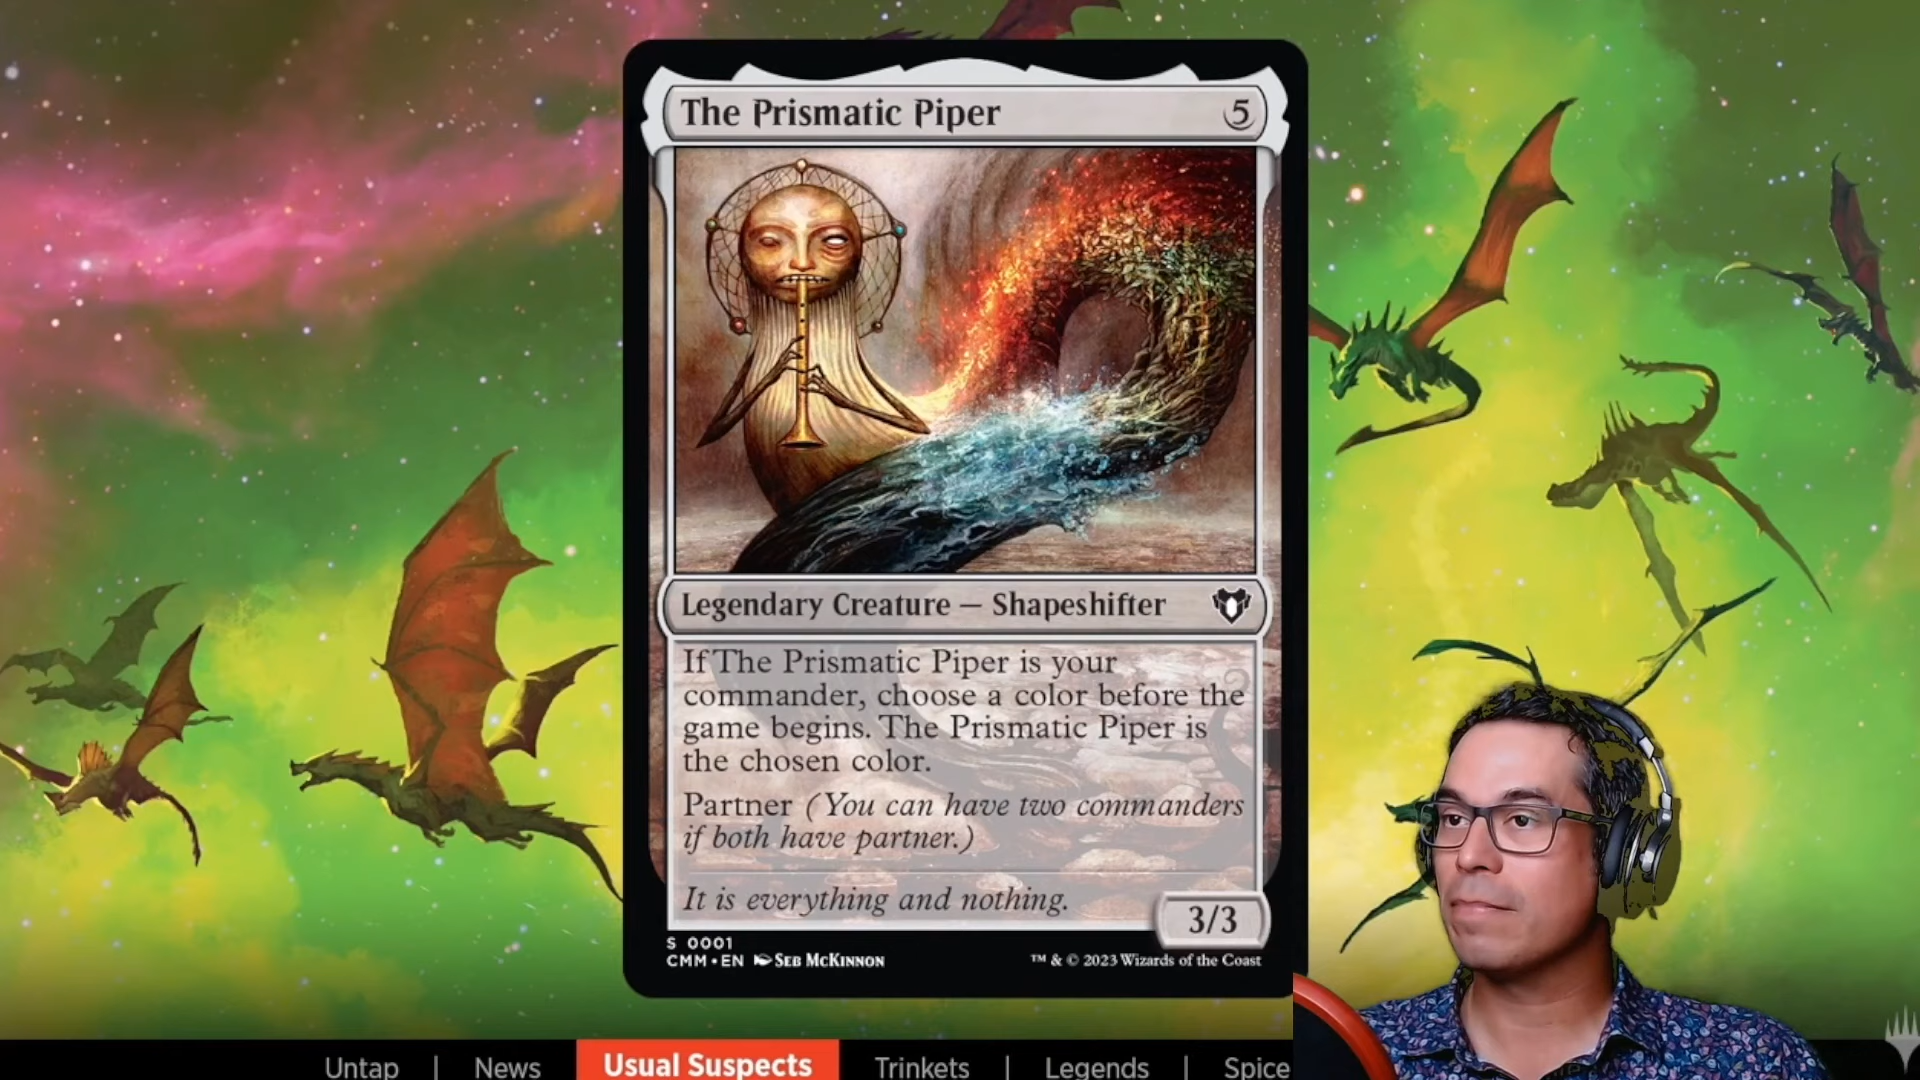 The Prismatic Piper
5
Legendary Creature — Shapeshifter
If The Prismatic Piper is your
commander, choose a color before the
game begins. The Prismatic Piper is
the chosen color.
Partner (You can have two commanders
if both have partner.)
It is everything and nothing.
3/3
S 0001
CMM • EN Seb McKinnon
™ & © 2023 Wizards of the Coast
Untap | News Usual Suspects Trinkets | Legends | Spice